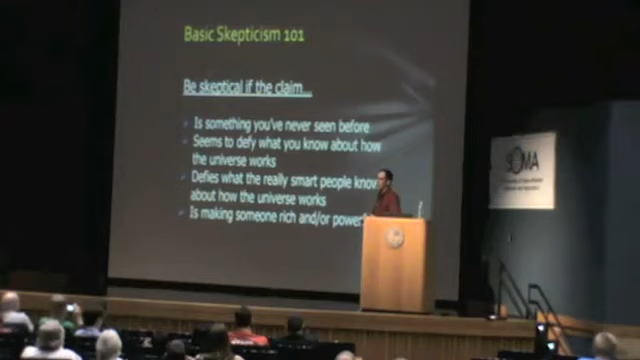 Basic Skepticism 101
Be skeptical if the claim...
Is something you've never seen before
Seems to defy what you know about how
the universe works
Defies what the really smart people know
about how the universe works
Is making someone rich and/or powerf
SOMA